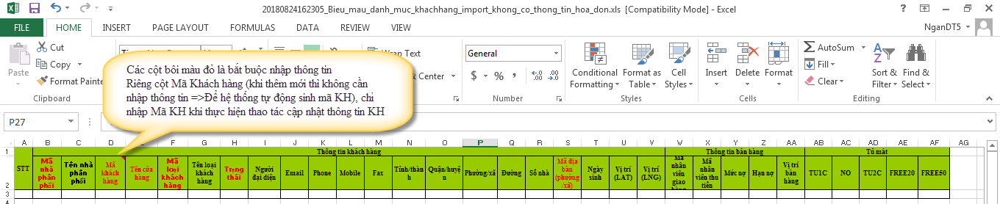 20180824162305_Bieu_mau_danh_muc_khachhang_import_khong_co_thong_tin_hoa_don.xls [Compatibility Mode] - Excel
FILE HOME INSERT PAGE LAYOUT FORMULAS DATA REVIEW VIEW NganDT5
Cut
Copy
Format Painte
Paste
Clipboard
Wrap Text
& Center
General
$ % ,
Number
Conditional Formatting
Format as Table
Cell Styles
Styles
Insert Delete Format
Cells
AutoSum
Fill
Clear
Sort & Filter
Find & Select
Editing
Các cột bôi màu đỏ là bắt buộc nhập thông tin
Riêng cột Mã Khách hàng (khi thêm mới thì không cần
nhập thông tin =>Để hệ thống tự động sinh mã KH), chỉ
nhập Mã KH khi thực hiện thao tác cập nhật thông tin KH
P27
A B C D E F G H I J K L M N O P Q R S T U V W X Y Z AA AB AC AD AE AF AG
1 Thông tin khách hàng Thông tin bán hàng Tủ mát
STT
Mã nhà phân phối
Tên nhà phân phối
Mã khách hàng
Tên cửa hàng
Mã loại khách hàng
Tên loại khách hàng
Trạng thái
Người đại diện
Email
Phone
Mobile
Fax
Tỉnh/thành
Quận/huyện
Phường/xã
Đường
Số nhà
Mã địa bàn (phường/xã)
Ngày sinh
Vị trí (LAT)
Vị trí (LNG)
Mã nhân viên giao hàng
Mã nhân viên thu tiền
Mức nợ
Hạn nợ
Vị trí bán hàng
TU1C
NO
TU2C
FREE20
FREE50
2
3
4